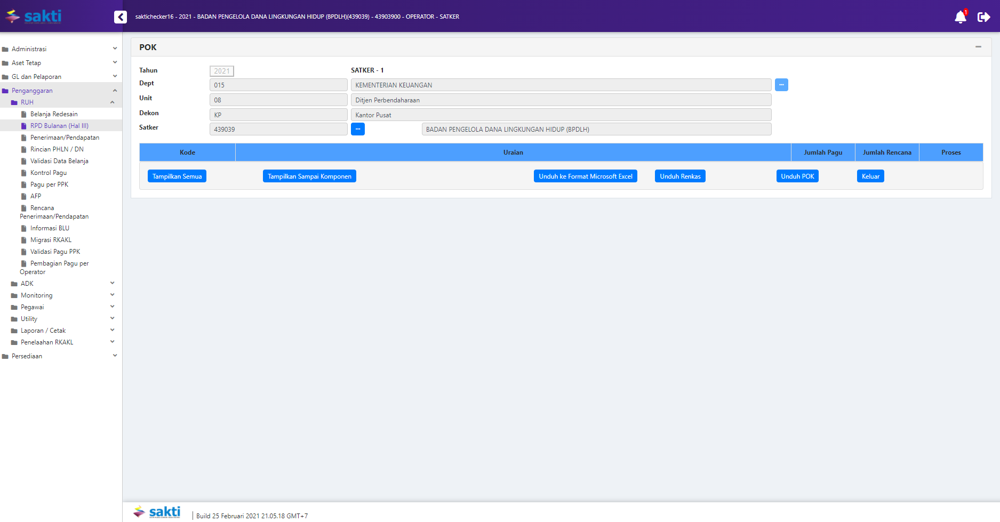 sakti
saktichecker16 - 2021 - BADAN PENGELOLA DANA LINGKUNGAN HIDUP (BPDLH)(439039) - 43903900 - OPERATOR - SATKER
1
Administrasi
Aset Tetap
GL dan Pelaporan
Penganggaran
RUH
Belanja Redesain
RPD Bulanan (Hal III)
Penerimaan/Pendapatan
Rincian PHLN / DN
Validasi Data Belanja
Kontrol Pagu
Pagu per PPK
AFP
Rencana
Penerimaan/Pendapatan
Informasi BLU
Migrasi RKAKL
Validasi Pagu PPK
Pembagian Pagu per
Operator
ADK
Monitoring
Pegawai
Utility
Laporan / Cetak
Penelaahan RKAKL
Persediaan
POK
Tahun 2021 SATKER - 1
Dept 015 KEMENTERIAN KEUANGAN ...
Unit 08 Ditjen Perbendaharaan
Dekon KP Kantor Pusat
Satker 439039 ... BADAN PENGELOLA DANA LINGKUNGAN HIDUP (BPDLH)
Kode Uraian Jumlah Pagu Jumlah Rencana Proses
Tampilkan Semua Tampilkan Sampai Komponen Unduh ke Format Microsoft Excel Unduh Renkas Unduh POK Keluar
sakti | Build 25 Februari 2021 21.05.18 GMT+7